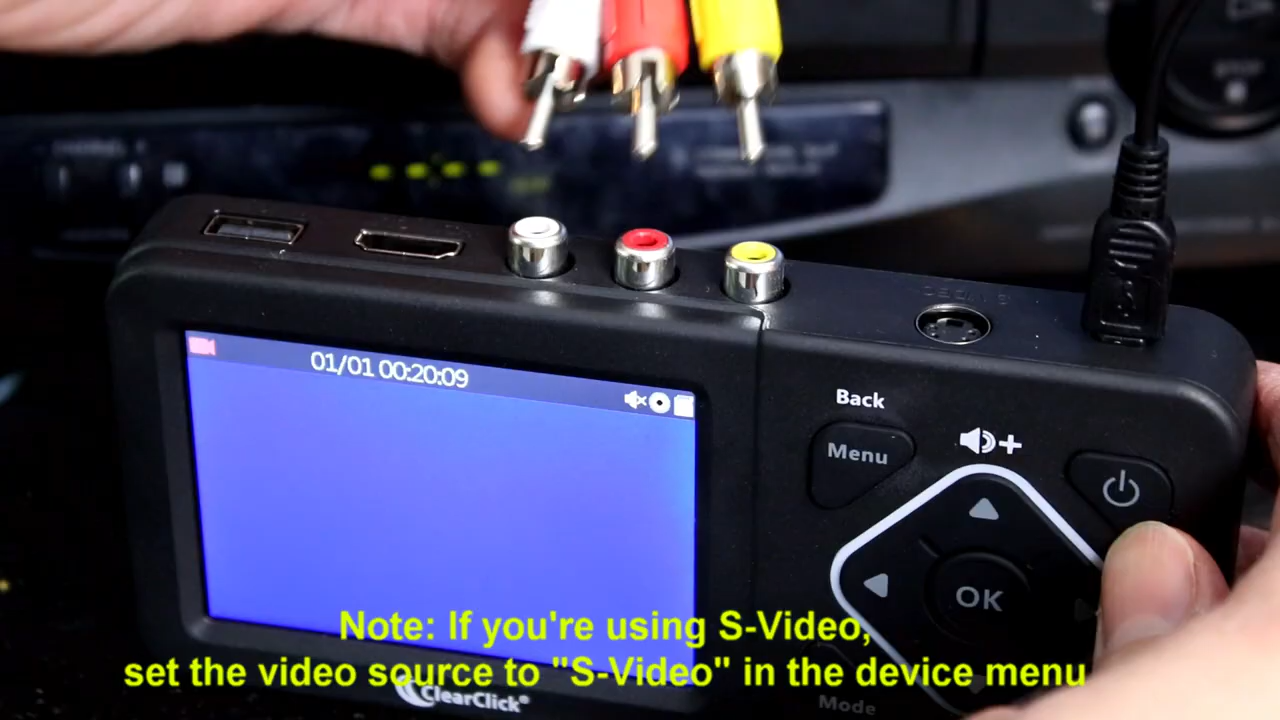 01/01 00:20:09
Back
Menu
OK
Note: If you're using S-Video,
set the video source to "S-Video" in the device menu
ClearClick®
Mode